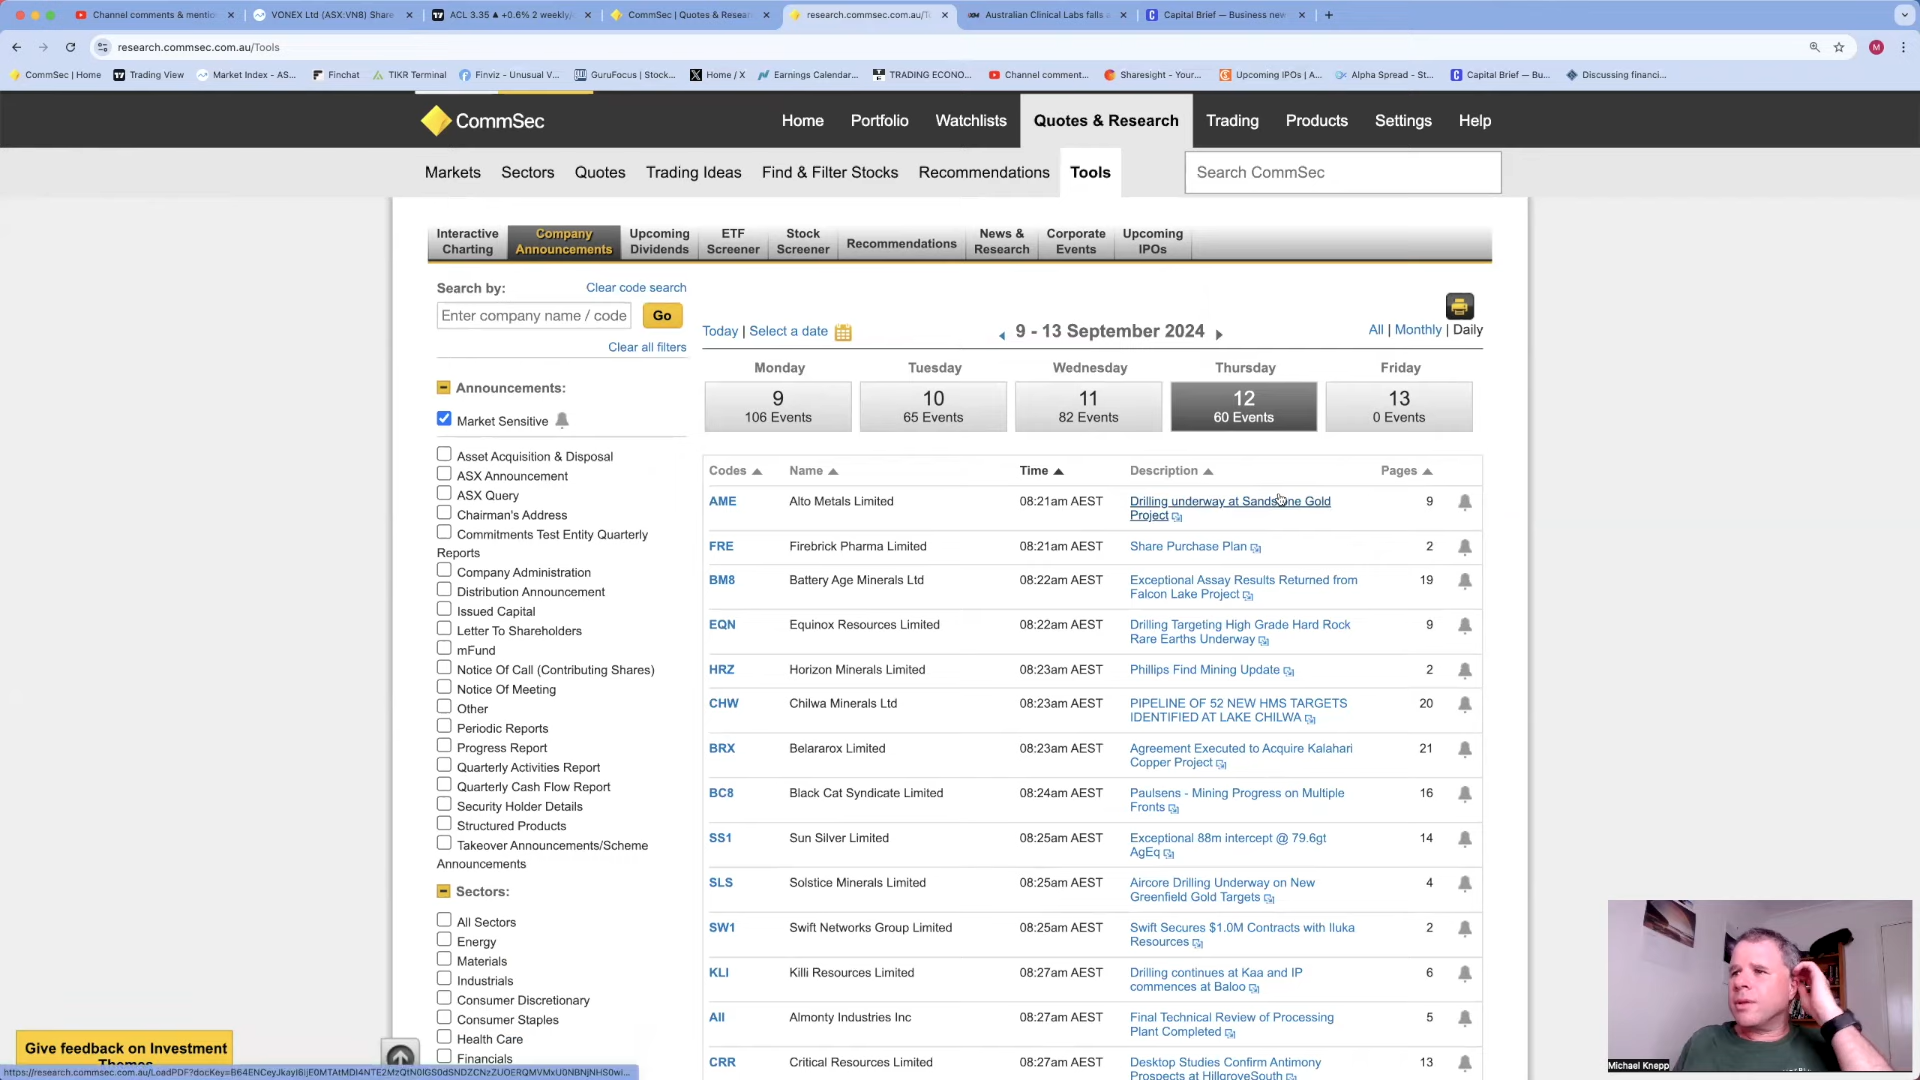 Channel comments & mentio
VONEX Ltd (ASX:VN8) Share
ACL 3.35 ▲ +0.6% 2 weekly
CommSec | Quotes & Resear
research.commsec.com.au/T
Australian Clinical Labs falls
Capital Brief — Business new
research.commsec.com.au/Tools
CommSec | Home
Trading View
Market Index - AS...
Finchat
TIKR Terminal
Finviz - Unusual V...
GuruFocus | Stock...
Home / X
Earnings Calendar...
TRADING ECONO...
Channel comment...
Sharesight - Your...
Upcoming IPOs | A...
Alpha Spread - St...
Capital Brief — Bu...
Discussing financi...
CommSec
Home Portfolio Watchlists Quotes & Research Trading Products Settings Help
Markets Sectors Quotes Trading Ideas Find & Filter Stocks Recommendations Tools
Search CommSec
Interactive Charting
Company Announcements
Upcoming Dividends
ETF Screener
Stock Screener
Recommendations
News & Research
Corporate Events
Upcoming IPOs
Search by: Clear code search
Enter company name / code Go
Clear all filters
Announcements:
Market Sensitive
Asset Acquisition & Disposal
ASX Announcement
ASX Query
Chairman's Address
Commitments Test Entity Quarterly
Reports
Company Administration
Distribution Announcement
Issued Capital
Letter To Shareholders
mFund
Notice Of Call (Contributing Shares)
Notice Of Meeting
Other
Periodic Reports
Progress Report
Quarterly Activities Report
Quarterly Cash Flow Report
Security Holder Details
Structured Products
Takeover Announcements/Scheme
Announcements
Sectors:
All Sectors
Energy
Materials
Industrials
Consumer Discretionary
Consumer Staples
Health Care
Financials
Today | Select a date
9 - 13 September 2024
All | Monthly | Daily
Monday Tuesday Wednesday Thursday Friday
9 10 11 12 13
106 Events 65 Events 82 Events 60 Events 0 Events
Codes Name Time Description Pages
AME Alto Metals Limited 08:21am AEST Drilling underway at Sandstone Gold 9
Project
FRE Firebrick Pharma Limited 08:21am AEST Share Purchase Plan 2
BM8 Battery Age Minerals Ltd 08:22am AEST Exceptional Assay Results Returned from 19
Falcon Lake Project
EQN Equinox Resources Limited 08:22am AEST Drilling Targeting High Grade Hard Rock 9
Rare Earths Underway
HRZ Horizon Minerals Limited 08:23am AEST Phillips Find Mining Update 2
CHW Chilwa Minerals Ltd 08:23am AEST PIPELINE OF 52 NEW HMS TARGETS 20
IDENTIFIED AT LAKE CHILWA
BRX Belararox Limited 08:23am AEST Agreement Executed to Acquire Kalahari 21
Copper Project
BC8 Black Cat Syndicate Limited 08:24am AEST Paulsens - Mining Progress on Multiple 16
Fronts
SS1 Sun Silver Limited 08:25am AEST Exceptional 88m intercept @ 79.6gt 14
AgEq
SLS Solstice Minerals Limited 08:25am AEST Aircore Drilling Underway on New 4
Greenfield Gold Targets
SW1 Swift Networks Group Limited 08:25am AEST Swift Secures $1.0M Contracts with Iluka 2
Resources
KLI Killi Resources Limited 08:27am AEST Drilling continues at Kaa and IP 6
commences at Baloo
AII Almonty Industries Inc 08:27am AEST Final Technical Review of Processing 5
Plant Completed
CRR Critical Resources Limited 08:27am AEST Desktop Studies Confirm Antimony 13
Prospects at HillgroveSouth
Give feedback on Investment
Themes
Michael Knepp